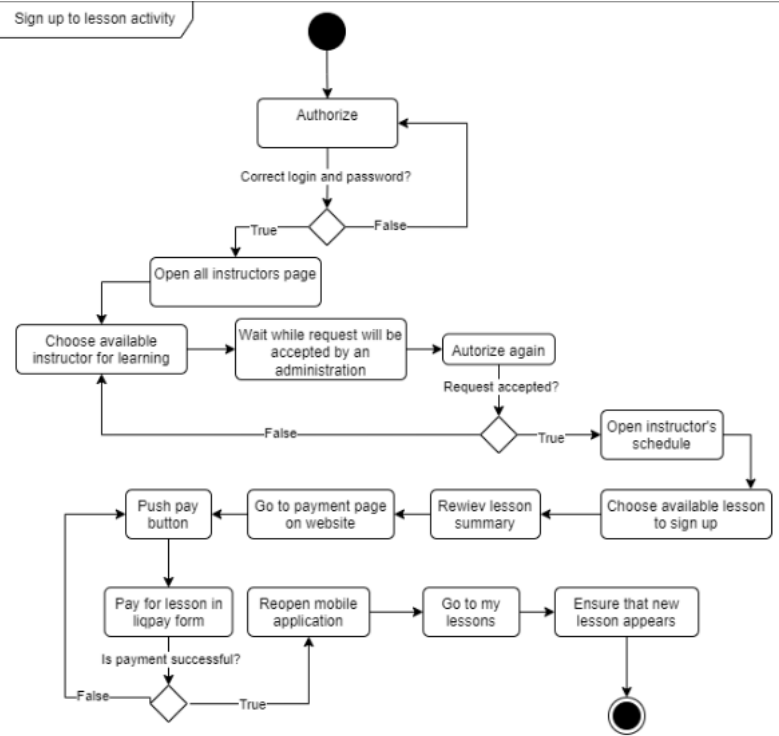 Sign up to lesson activity
Authorize
Correct login and password?
True
False
Open all instructors page
Choose available
instructor for learning
Wait while request will be
accepted by an
administration
Autorize again
Request accepted?
False
True
Open instructor's
schedule
Choose available lesson
to sign up
Rewiev lesson
summary
Go to payment page
on website
Push pay
button
Pay for lesson in
liqpay form
Is payment successful?
False
True
Reopen mobile
application
Go to my
lessons
Ensure that new
lesson appears